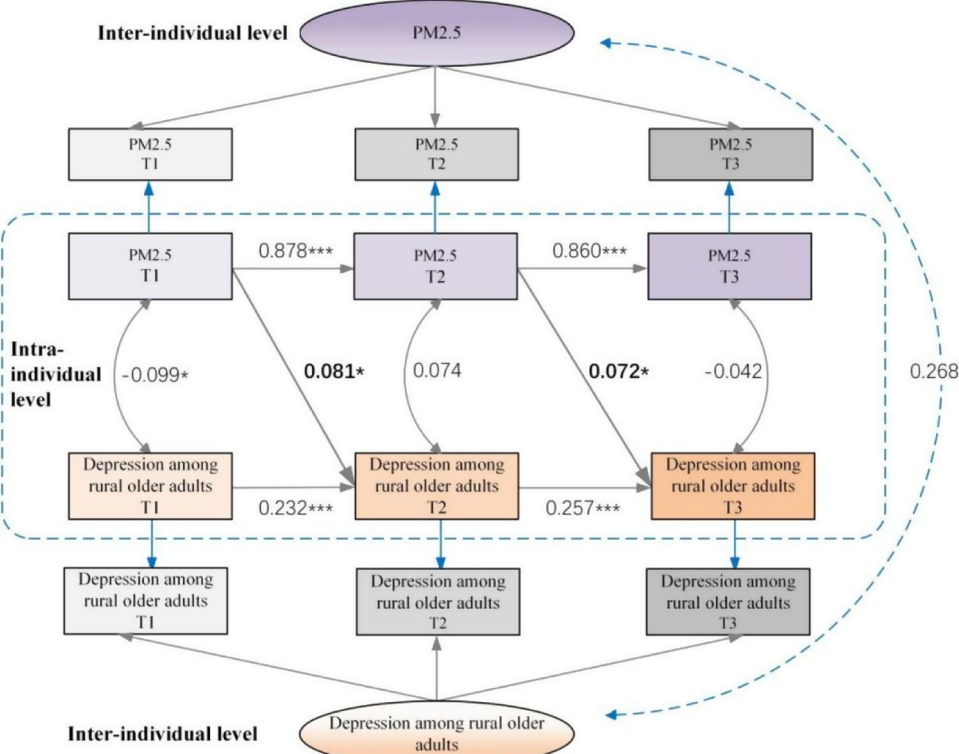 Inter-individual level
PM2.5
PM2.5
T1
PM2.5
T2
PM2.5
T3
PM2.5
T1
0.878***
PM2.5
T2
0.860***
PM2.5
T3
Intra-
individual
level
-0.099*
0.081*
0.074
0.072*
-0.042
0.268
Depression among
rural older adults
T1
0.232***
Depression among
rural older adults
T2
0.257***
Depression among
rural older adults
T3
Depression among
rural older adults
T1
Depression among
rural older adults
T2
Depression among
rural older adults
T3
Inter-individual level
Depression among rural older
adults